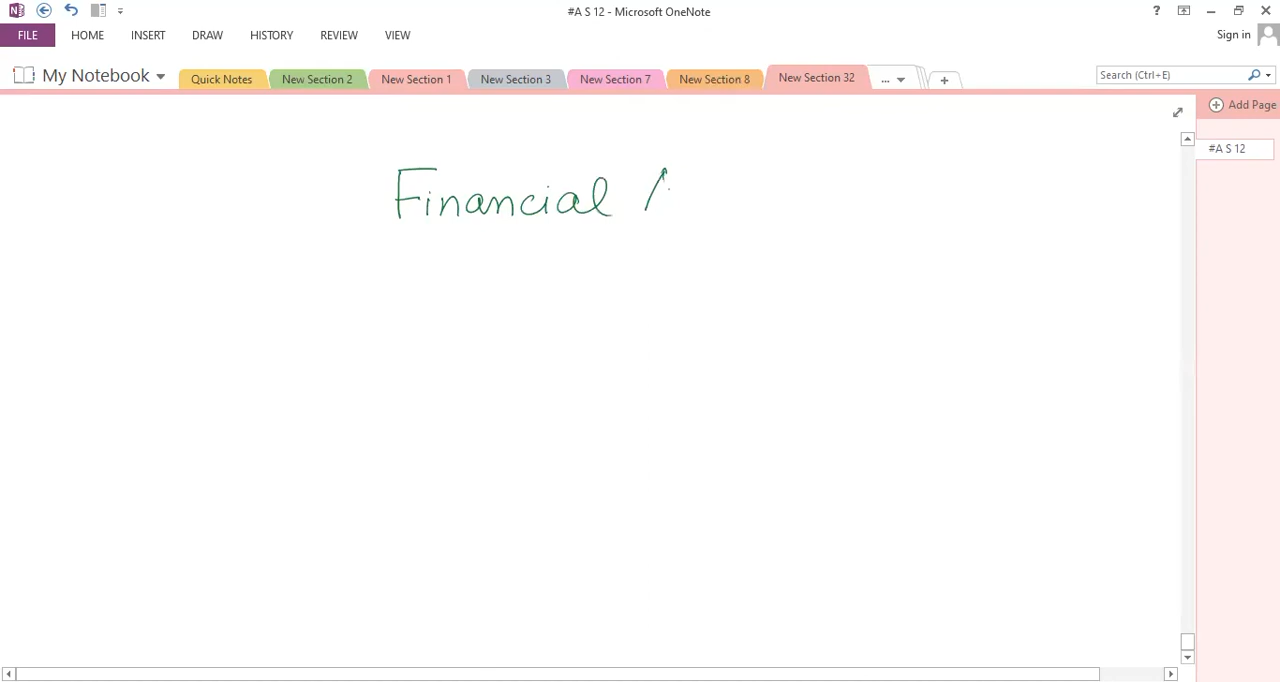 #A S 12 - Microsoft OneNote
?
FILE HOME INSERT DRAW HISTORY REVIEW VIEW Sign in
My Notebook Quick Notes New Section 2 New Section 1 New Section 3 New Section 7 New Section 8 New Section 32 ... + Search (Ctrl+E)
Add Page
#A S 12
Financial